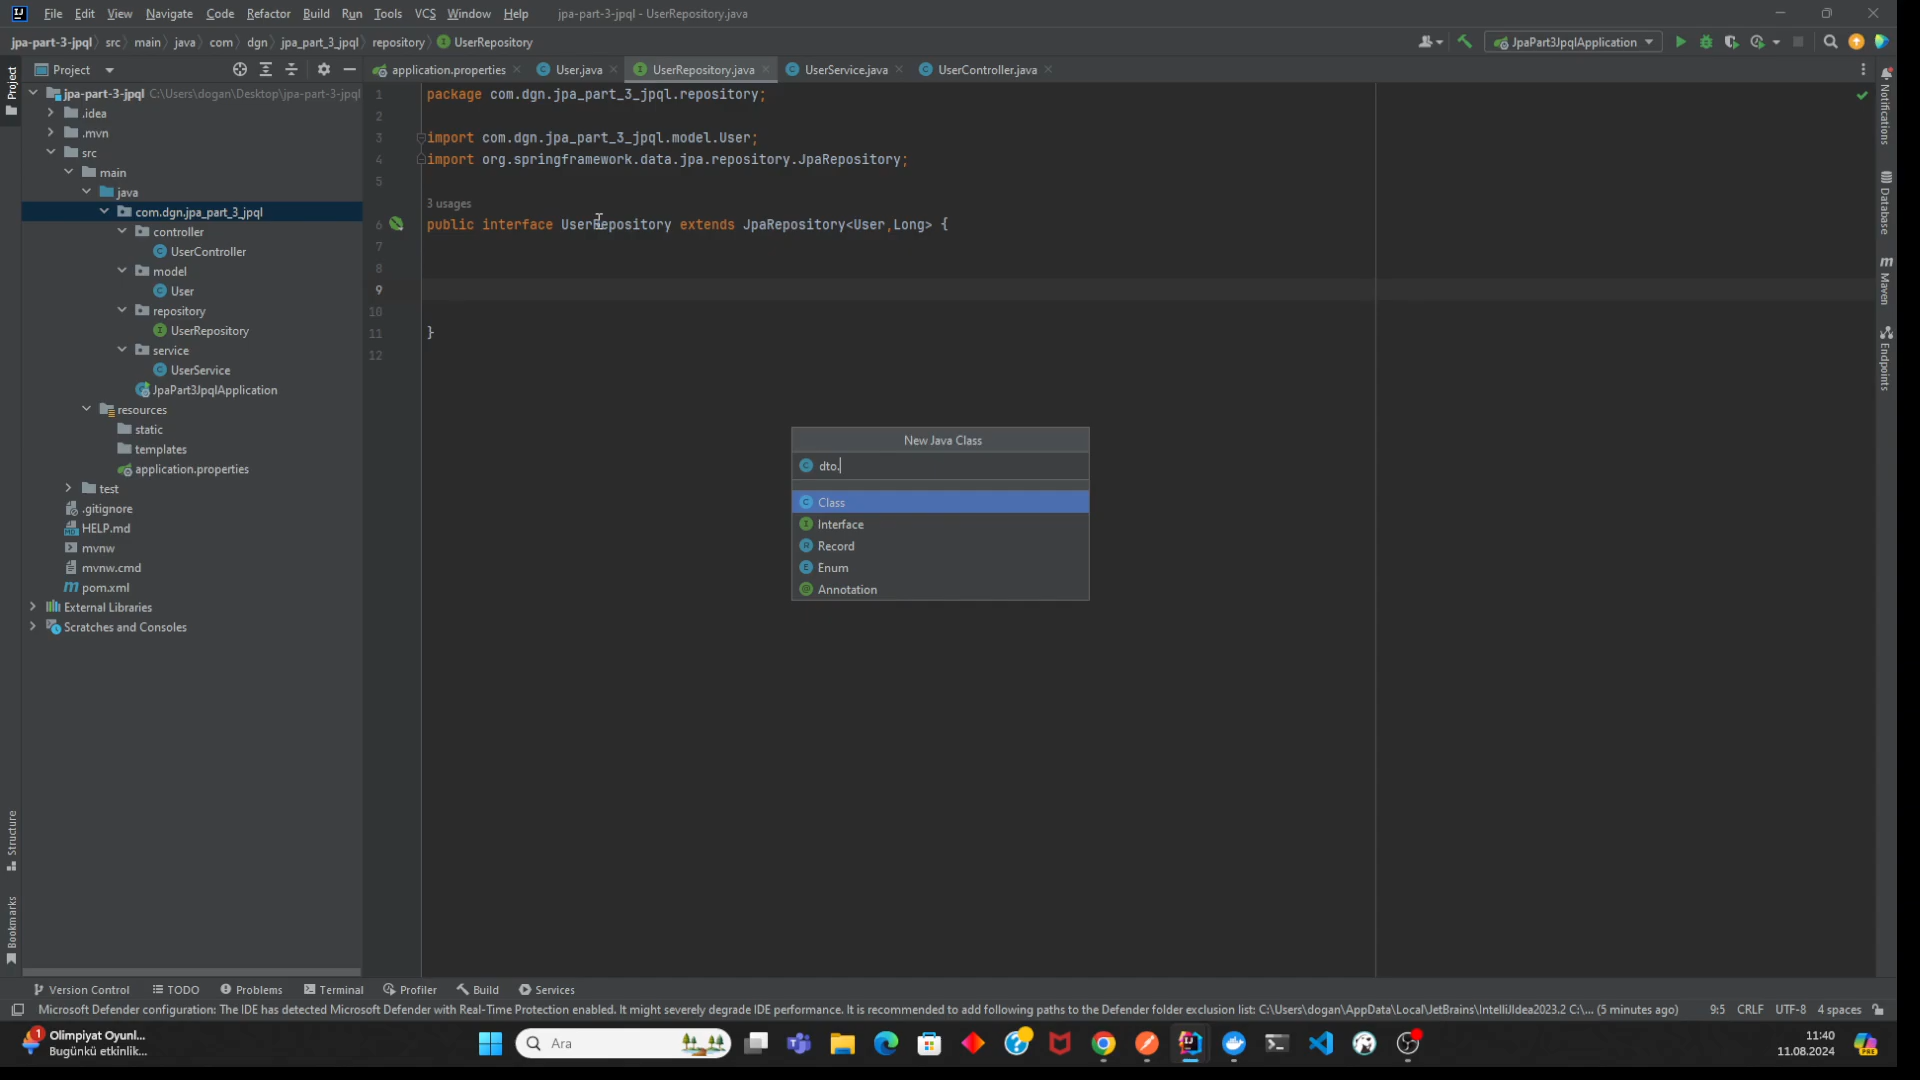 File Edit View Navigate Code Refactor Build Run Tools VCS Window Help jpa-part-3-jpql - UserRepository.java
jpa-part-3-jpql src main java com dgn jpa_part_3_jpql repository UserRepository JpaPart3JpqlApplication
Project application.properties User.java UserRepository.java UserService.java UserController.java
Project
jpa-part-3-jpql C:\Users\dogan\Desktop\jpa-part-3-jpql
.idea
.mvn
src
main
java
com.dgn.jpa_part_3_jpql
controller
UserController
model
User
repository
UserRepository
service
UserService
JpaPart3JpqlApplication
resources
static
templates
application.properties
test
.gitignore
HELP.md
mvnw
mvnw.cmd
pom.xml
External Libraries
Scratches and Consoles
Structure
Bookmarks
1 package com.dgn.jpa_part_3_jpql.repository;
2
3 import com.dgn.jpa_part_3_jpql.model.User;
4 import org.springframework.data.jpa.repository.JpaRepository;
5
3 usages
6 public interface UserRepository extends JpaRepository<User,Long> {
7
8
9
10
11 }
12
New Java Class
dto.
Class
Interface
Record
Enum
Annotation
Notifications
Database
Maven
Endpoints
Version Control TODO Problems Terminal Profiler Build Services
Microsoft Defender configuration: The IDE has detected Microsoft Defender with Real-Time Protection enabled. It might severely degrade IDE performance. It is recommended to add following paths to the Defender folder exclusion list: C:\Users\dogan\AppData\Local\JetBrains\IntelliJIdea2023.2 C:\... (5 minutes ago) 9:5 CRLF UTF-8 4 spaces
1 Olimpiyat Oyunl...
Bugünkü etkinlik...
Ara
PRE
11:40
11.08.2024